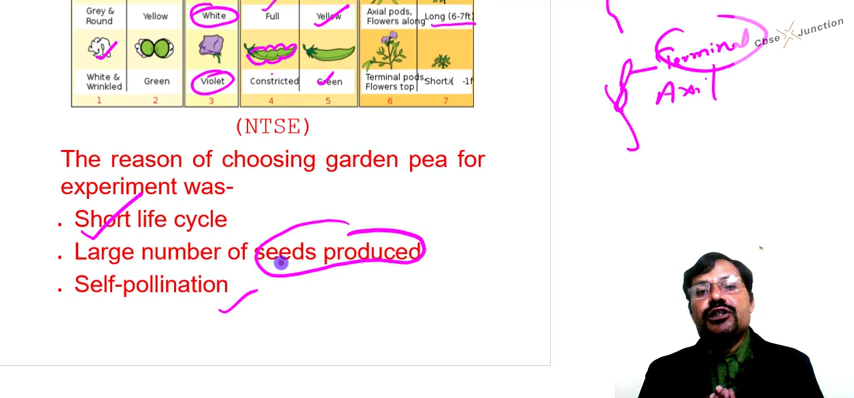 Grey & Round Yellow White Full Yellow Axial pods, Flowers along Long (6-7ft)
White & Wrinkled Green Violet Constricted Green Terminal pods, Flowers top Short
1 2 3 4 5 6 7
(NTSE)
The reason of choosing garden pea for
experiment was-
. Short life cycle
. Large number of seeds produced
. Self-pollination
Terminal
Axil
Cbse Junction